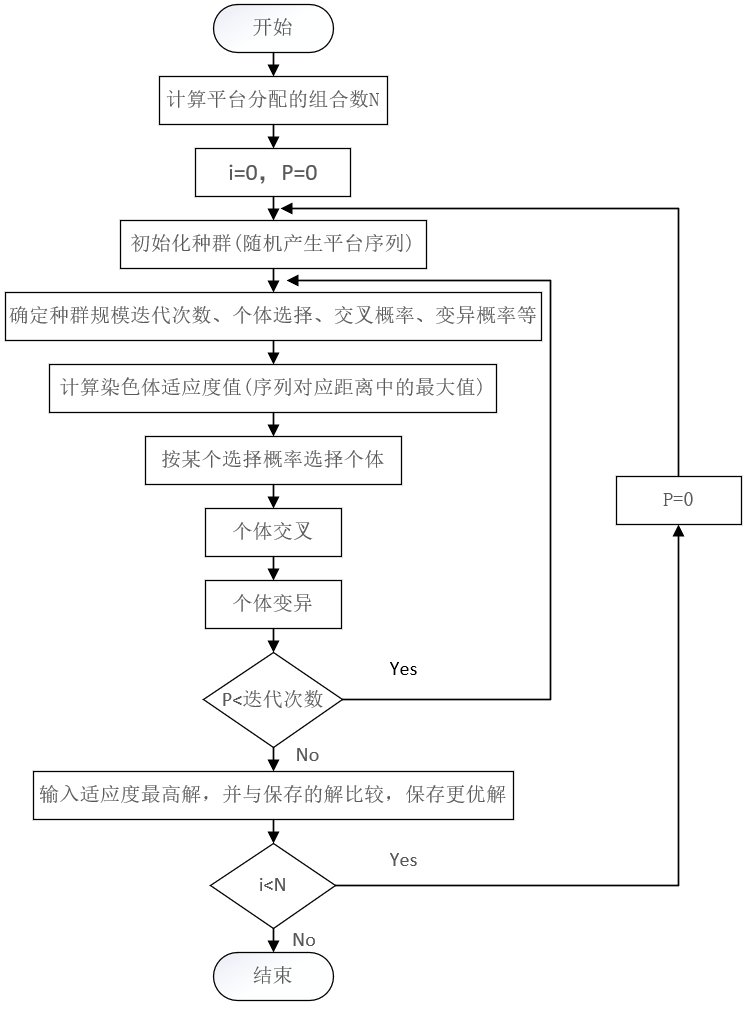 开始
计算平台分配的组合数N
i=0, P=0
初始化种群(随机产生平台序列)
确定种群规模迭代次数、个体选择、交叉概率、变异概率等
计算染色体适应度值(序列对应距离中的最大值)
按某个选择概率选择个体
P=0
个体交叉
个体变异
Yes
P<迭代次数
No
输入适应度最高解，并与保存的解比较，保存更优解
Yes
i<N
No
结束